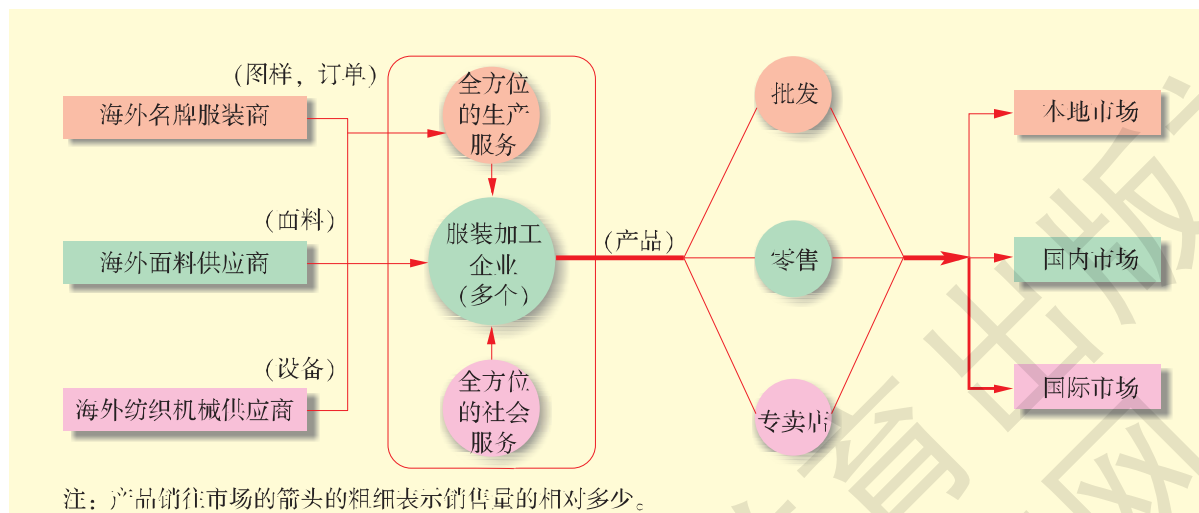 (图样，订单)
海外名牌服装商
(面料)
海外面料供应商
(设备)
海外纺织机械供应商
全方位
的生产
服务
服装加工
企业
(多个)
全方位
的社会
服务
(产品)
批发
零售
专卖店
本地市场
国内市场
国际市场
注：产品销往市场的箭头的粗细表示销售量的相对多少。
育出版
网